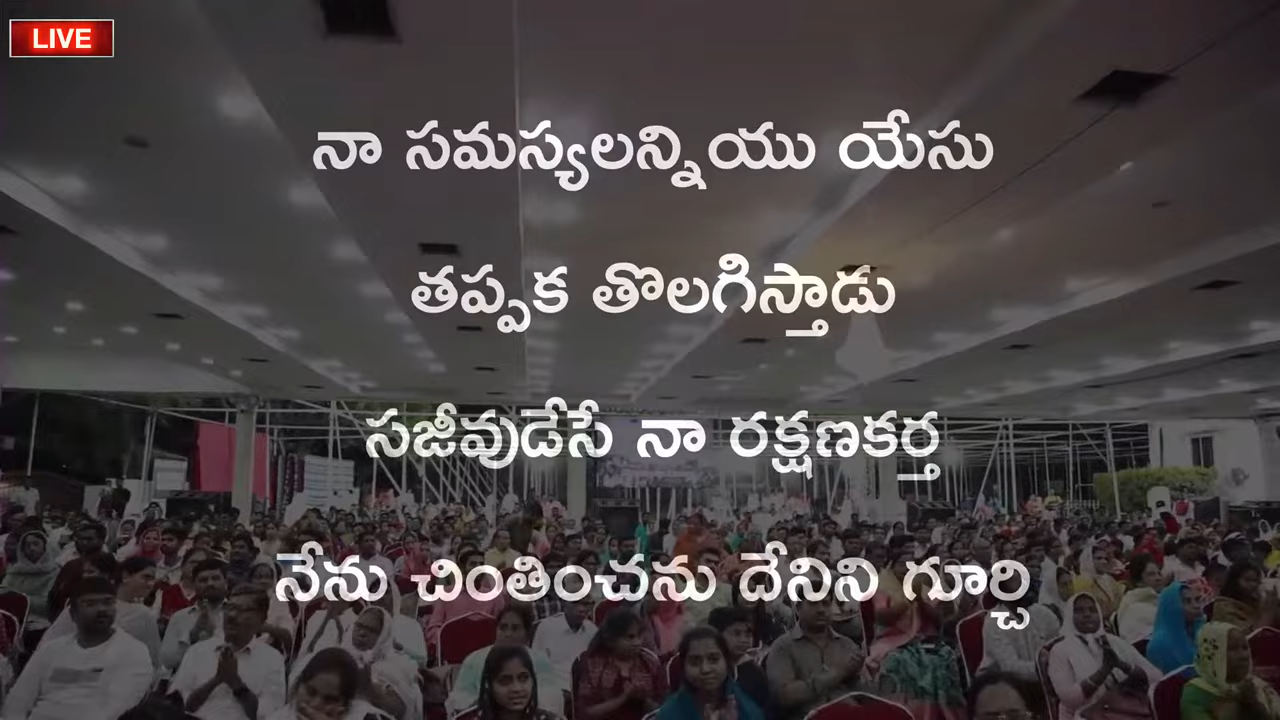 LIVE
నా సమస్యలన్నియు యేసు
తప్పక తొలగిస్తాడు
సజీవుడేసే నా రక్షణకర్త
నేను చింతించను దేనిని గూర్చి